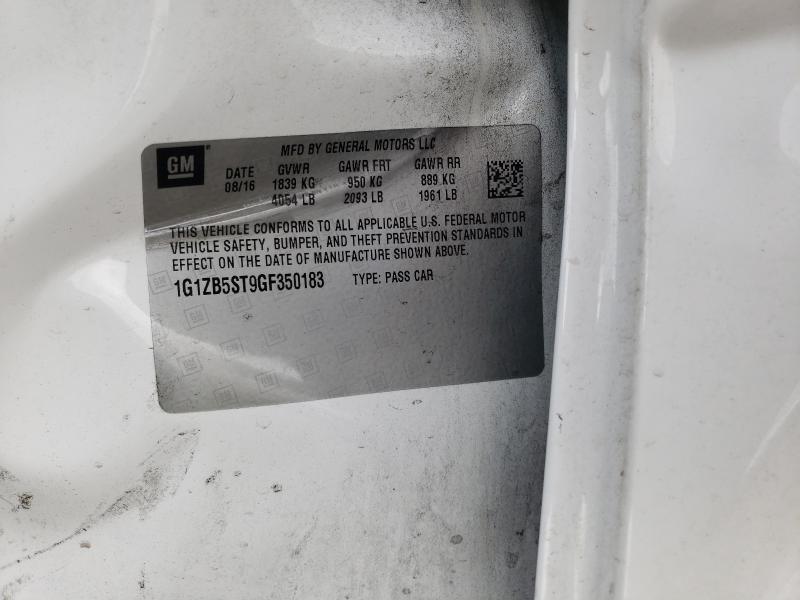 MFD BY GENERAL MOTORS LLC
GM
DATE GVWR GAWR FRT GAWR RR
08/16 1839 KG 950 KG 889 KG
4054 LB 2093 LB 1961 LB
THIS VEHICLE CONFORMS TO ALL APPLICABLE U.S. FEDERAL MOTOR
VEHICLE SAFETY, BUMPER, AND THEFT PREVENTION STANDARDS IN
EFFECT ON THE DATE OF MANUFACTURE SHOWN ABOVE.
1G1ZB5ST9GF350183 TYPE: PASS CAR